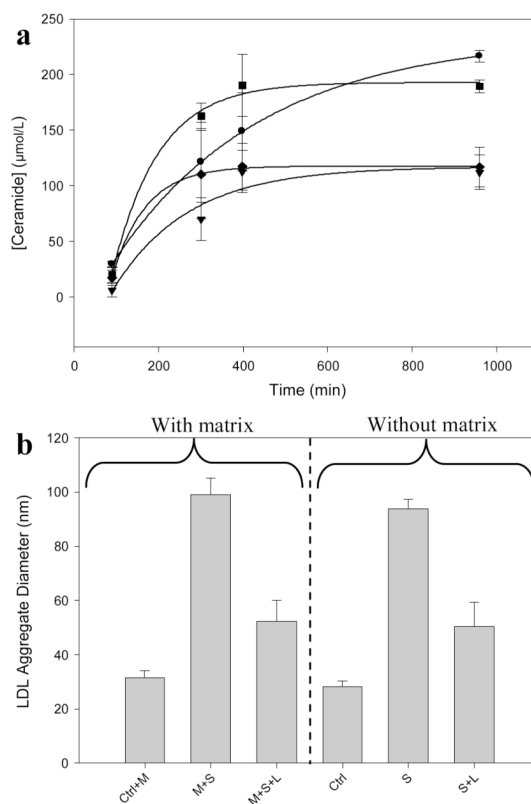 a
[Ceramide] (µmol/L)
250
200
150
100
50
0
0 200 400 600 800 1000
Time (min)
b
With matrix Without matrix
LDL Aggregate Diameter (nm)
120
100
80
60
40
20
0
Ctrl+M M+S M+S+L Ctrl S S+L